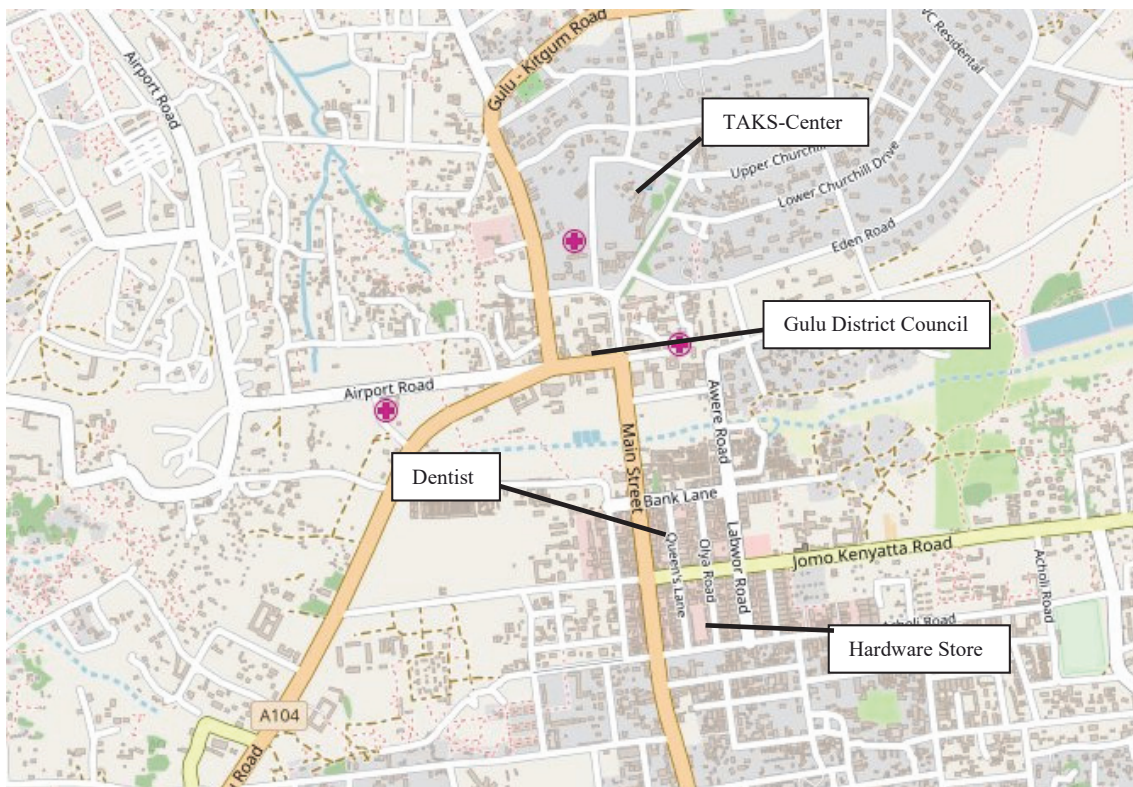 Gulu - Kitgum Road
Airport Road
TAKS-Center
Residential
Upper Churchill
Lower Churchill Drive
Eden Road
Gulu District Council
Airport Road
Awere Road
Main Street
Dentist
Bank Lane
Queen's Lane
Olya Road
Labwor Road
Jomo Kenyatta Road
Acholi Road
Road
Hardware Store
A104
Road